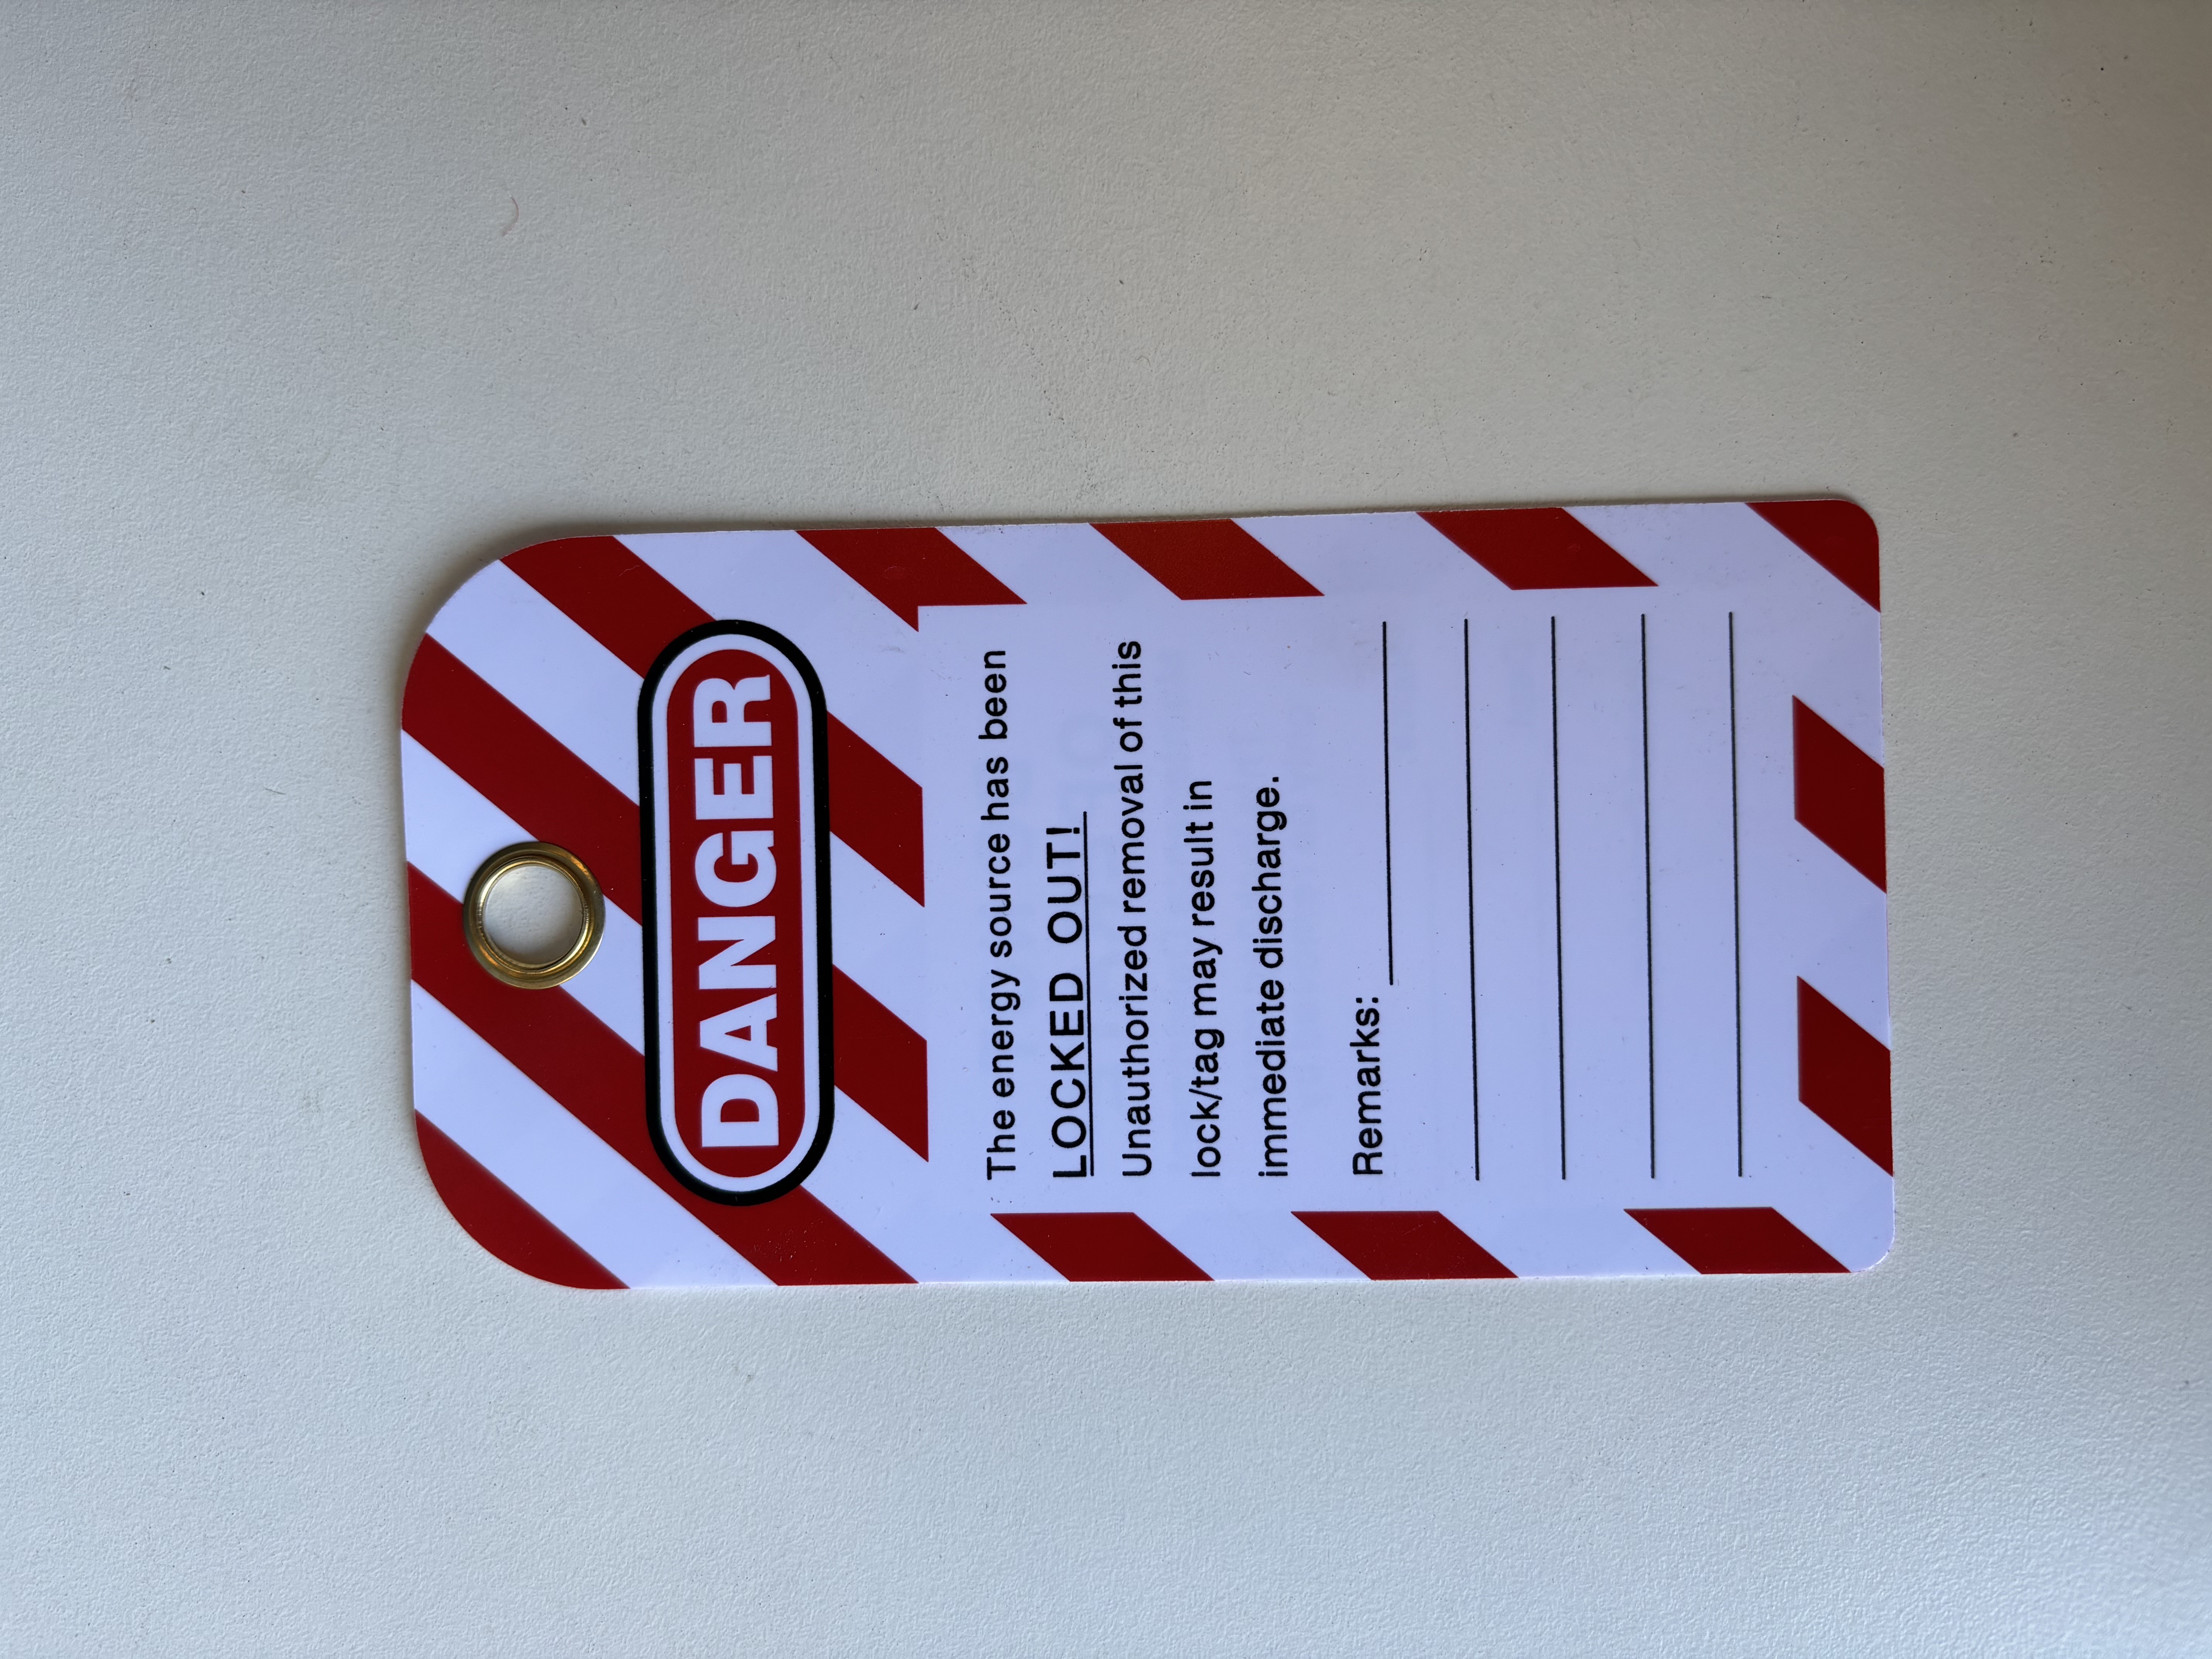 DANGER
The energy source has been
LOCKED OUT!
Unauthorized removal of this
lock/tag may result in
immediate discharge.
Remarks: